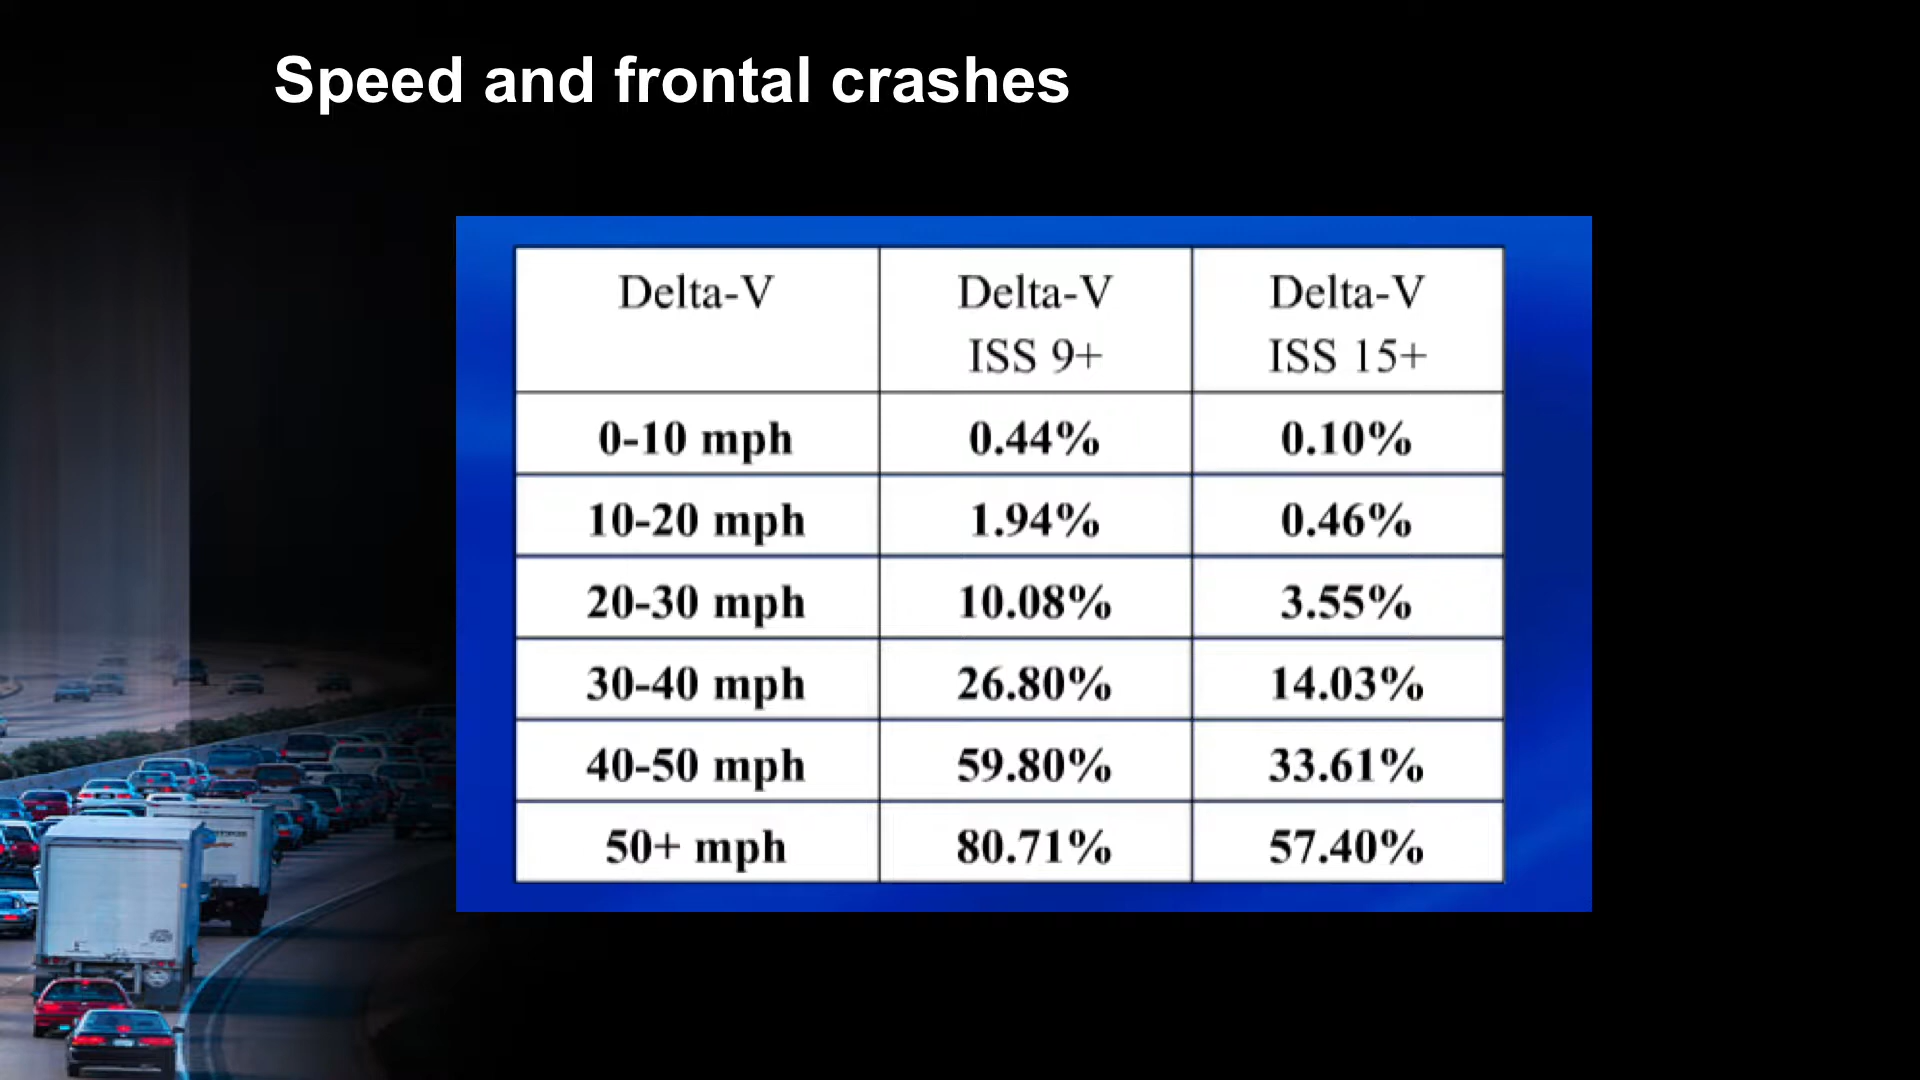 Speed and frontal crashes
Delta-V
Delta-V
ISS 9+
Delta-V
ISS 15+
0-10 mph 0.44% 0.10%
10-20 mph 1.94% 0.46%
20-30 mph 10.08% 3.55%
30-40 mph 26.80% 14.03%
40-50 mph 59.80% 33.61%
50+ mph 80.71% 57.40%